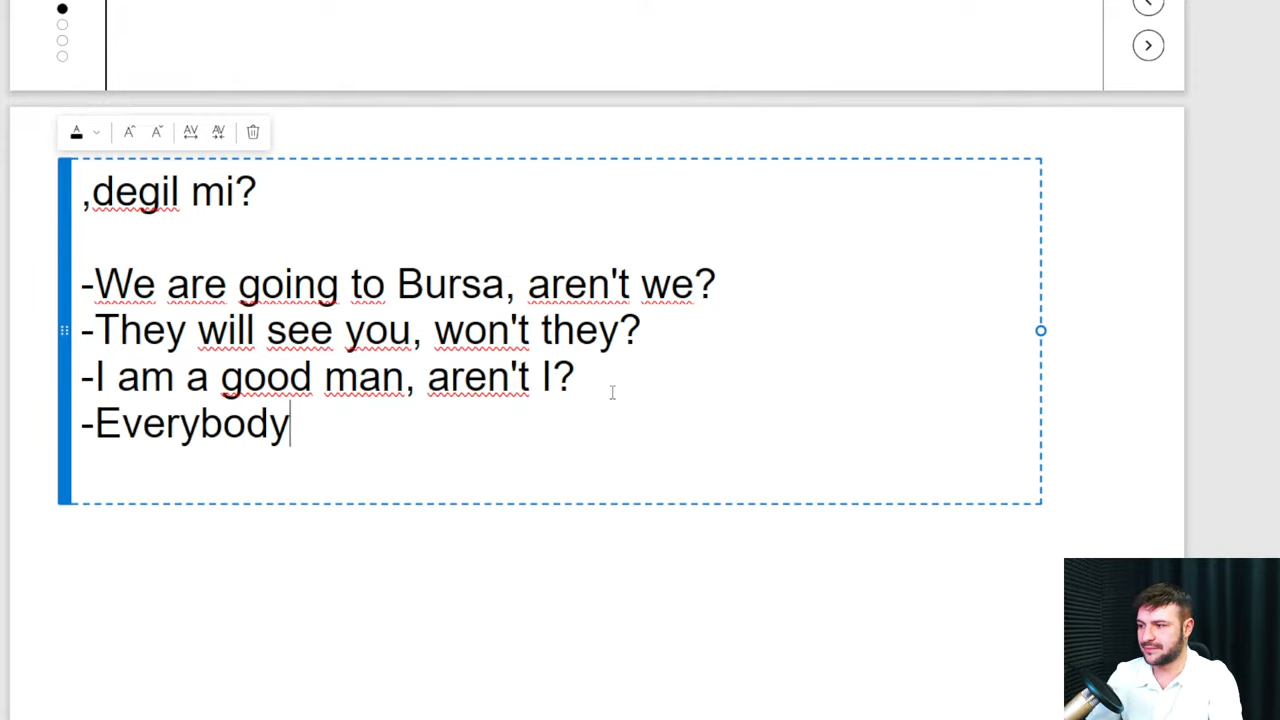 ,degil mi?
-We are going to Bursa, aren't we?
-They will see you, won't they?
-I am a good man, aren't I?
-Everybody